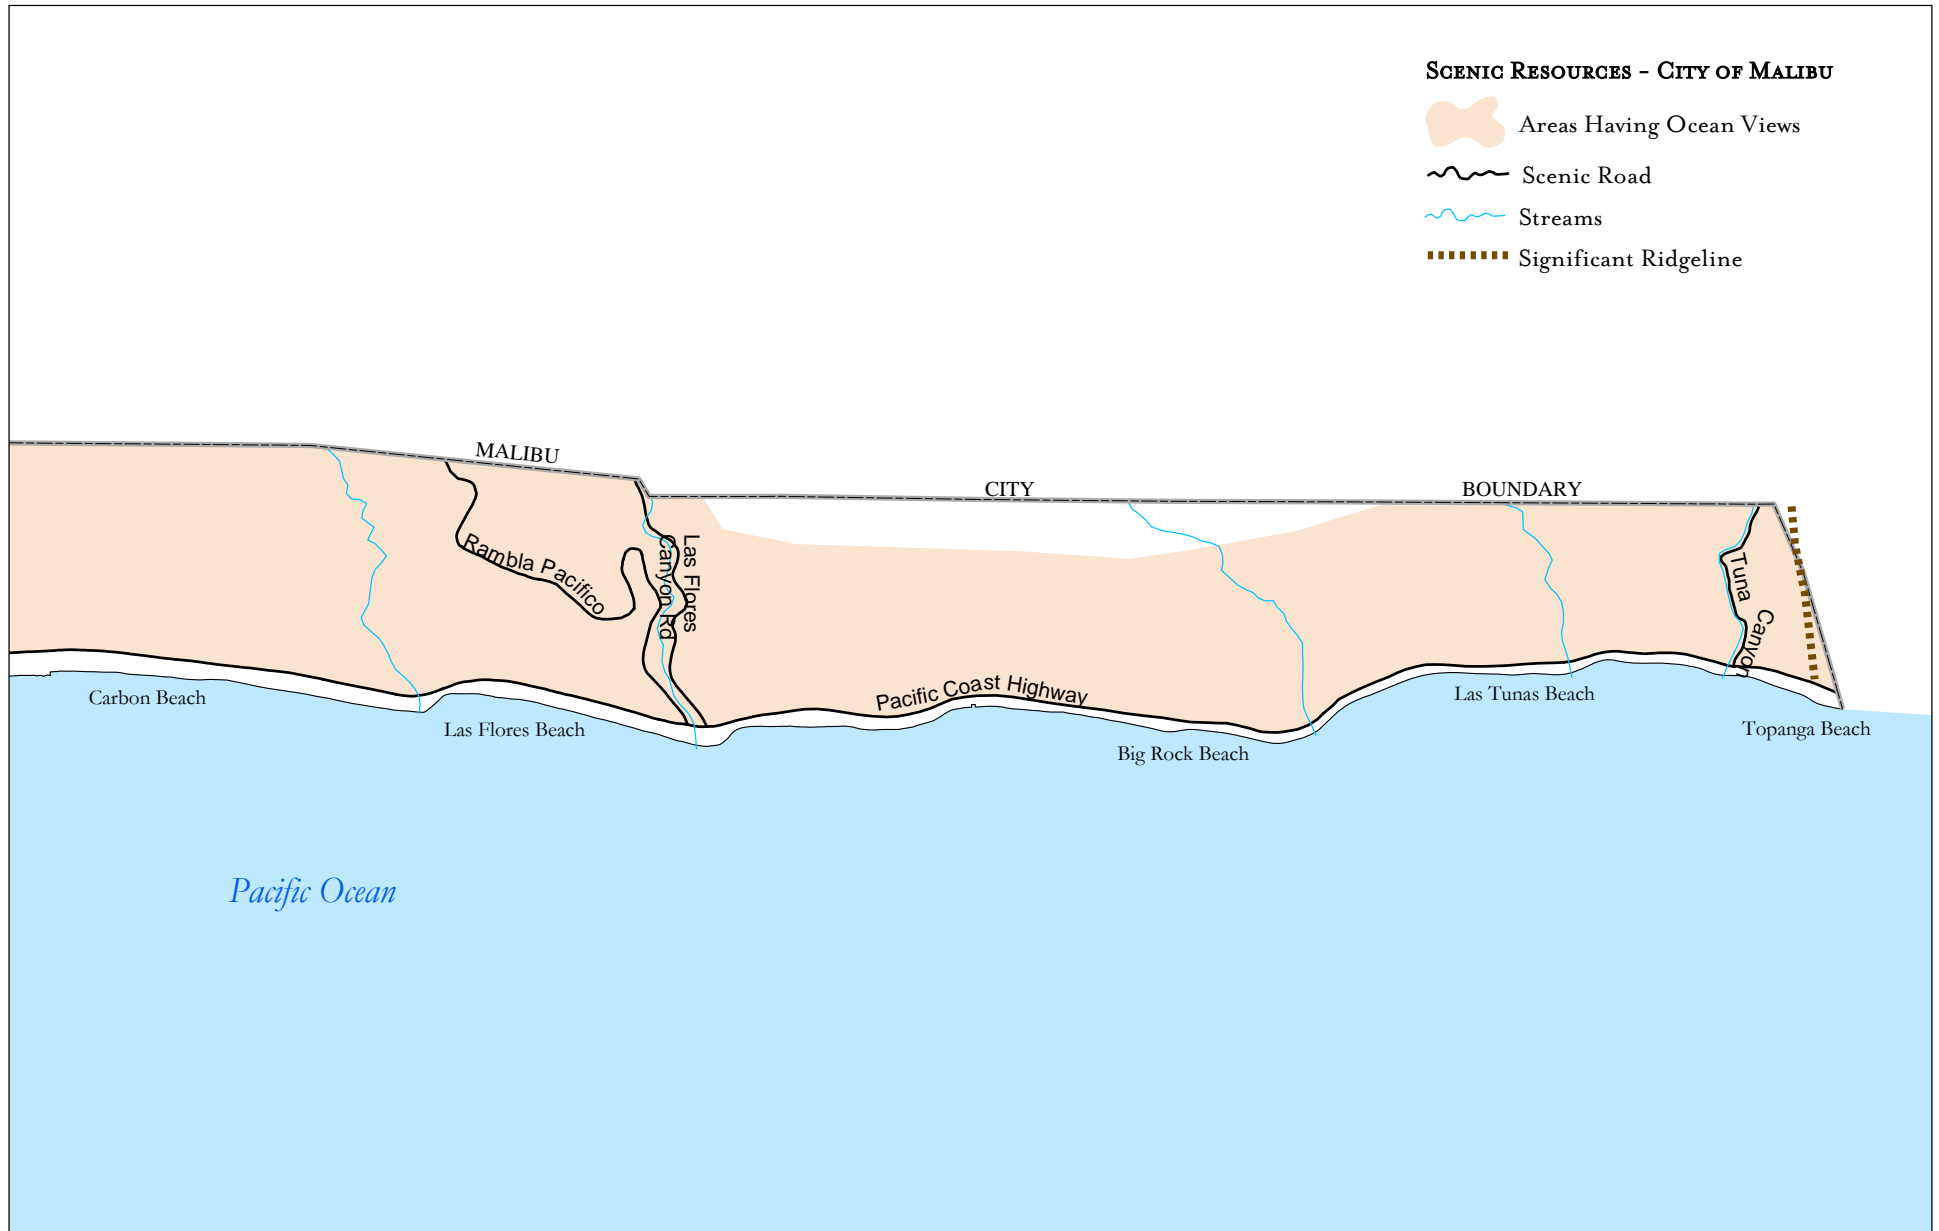 SCENIC RESOURCES - CITY OF MALIBU
Areas Having Ocean Views
Scenic Road
Streams
Significant Ridgeline
MALIBU
CITY
BOUNDARY
Rambla Pacifico
Las Flores
Canyon Rd
Tuna Canyon
Pacific Coast Highway
Carbon Beach
Las Flores Beach
Big Rock Beach
Las Tunas Beach
Topanga Beach
Pacific Ocean